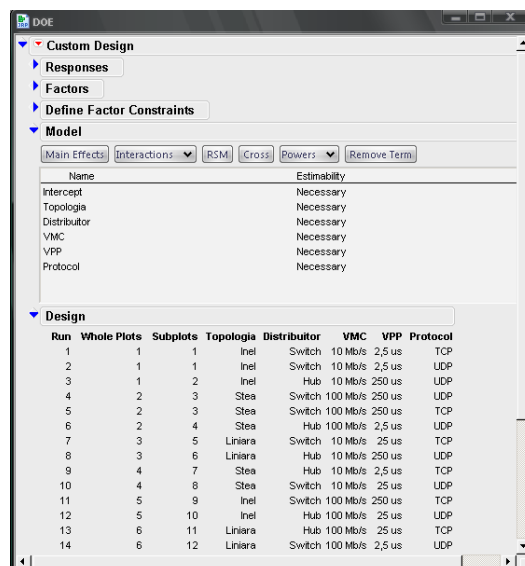 DOE
Custom Design
Responses
Factors
Define Factor Constraints
Model
Main Effects Interactions RSM Cross Powers Remove Term
Name Estimability
Intercept Necessary
Topologia Necessary
Distribuitor Necessary
VMC Necessary
VPP Necessary
Protocol Necessary
Design
Run Whole Plots Subplots Topologia Distribuitor VMC VPP Protocol
1 1 1 Inel Switch 10 Mb/s 2,5 us TCP
2 1 1 Inel Switch 10 Mb/s 2,5 us UDP
3 1 2 Inel Hub 10 Mb/s 250 us UDP
4 2 3 Stea Switch 100 Mb/s 250 us UDP
5 2 3 Stea Switch 100 Mb/s 250 us TCP
6 2 4 Stea Hub 100 Mb/s 2,5 us UDP
7 3 5 Liniara Switch 10 Mb/s 25 us TCP
8 3 6 Liniara Hub 10 Mb/s 250 us UDP
9 4 7 Stea Hub 10 Mb/s 2,5 us TCP
10 4 8 Stea Switch 10 Mb/s 25 us UDP
11 5 9 Inel Switch 100 Mb/s 250 us TCP
12 5 10 Inel Hub 100 Mb/s 25 us UDP
13 6 11 Liniara Hub 100 Mb/s 25 us TCP
14 6 12 Liniara Switch 100 Mb/s 2,5 us UDP